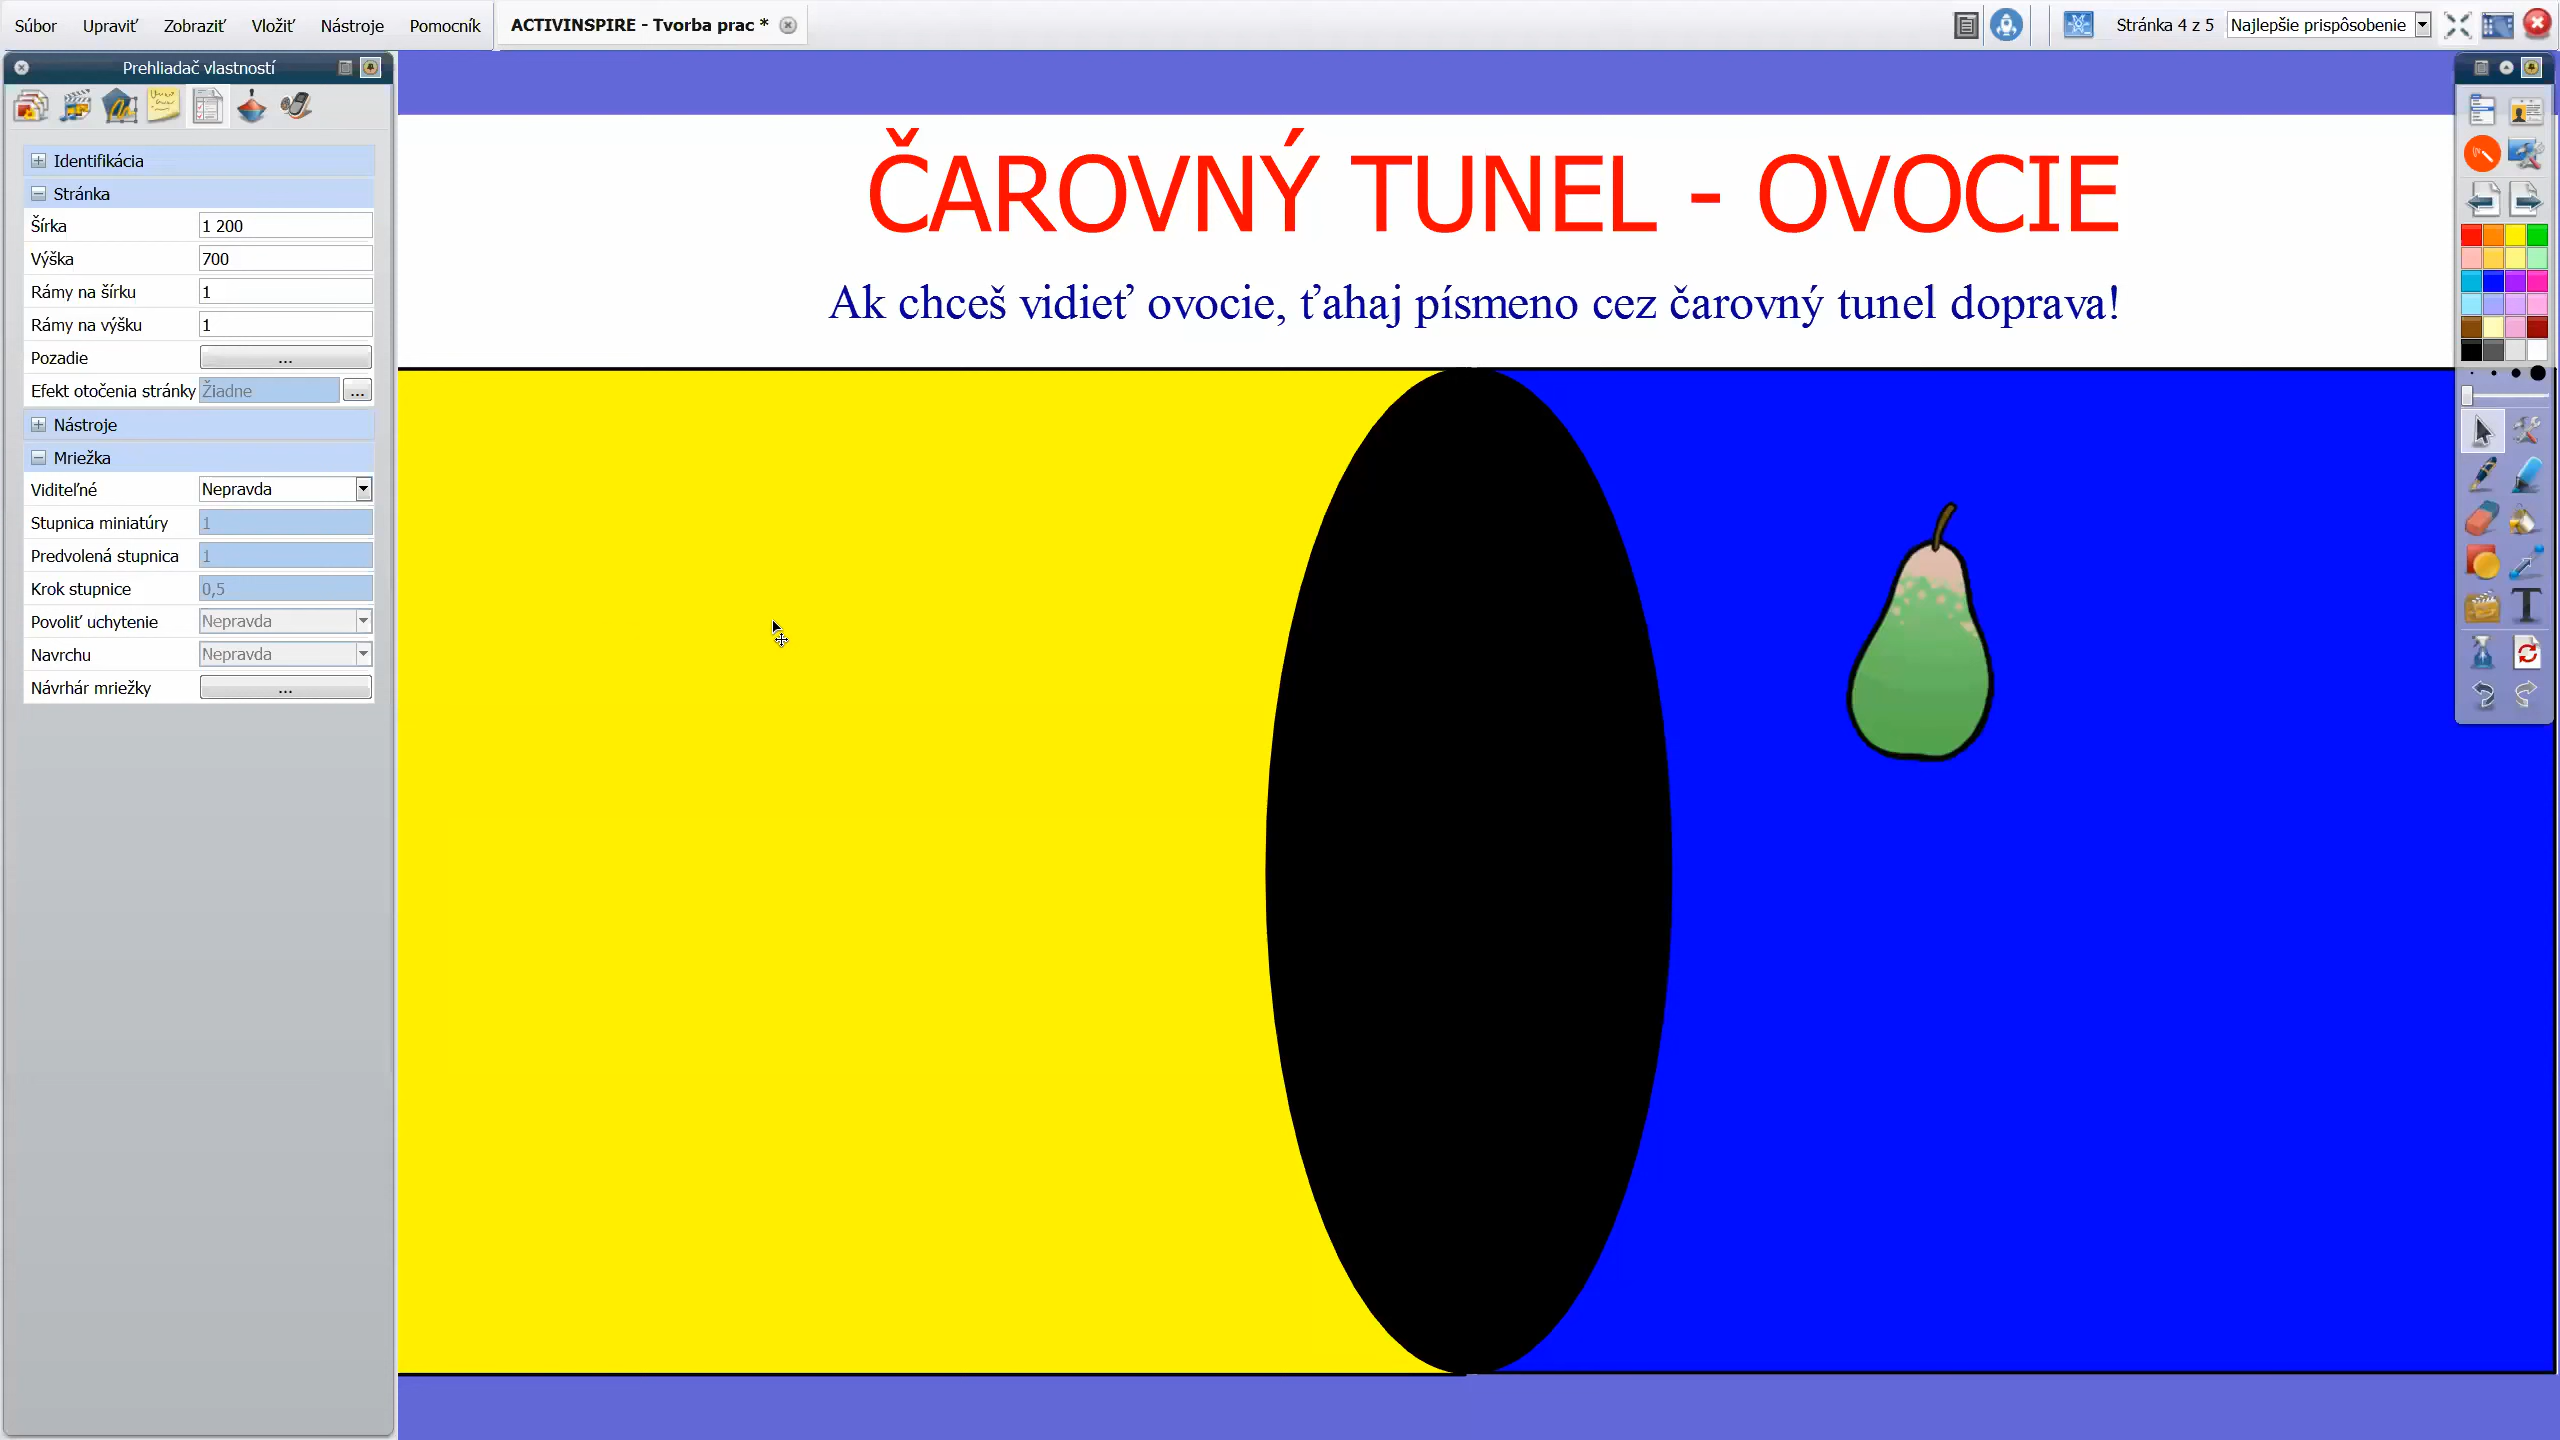 Súbor Upraviť Zobraziť Vložiť Nástroje Pomocník ACTIVINSPIRE - Tvorba prac * Stránka 4 z 5 Najlepšie prispôsobenie
Prehliadač vlastností
Identifikácia
Stránka
Šírka 1 200
Výška 700
Rámy na šírku 1
Rámy na výšku 1
Pozadie ...
Efekt otočenia stránky Žiadne ...
Nástroje
Mriežka
Viditeľné Nepravda
Stupnica miniatúry 1
Predvolená stupnica 1
Krok stupnice 0,5
Povoliť uchytenie Nepravda
Navrchu Nepravda
Návrhár mriežky ...
ČAROVNÝ TUNEL - OVOCIE
Ak chceš vidieť ovocie, ťahaj písmeno cez čarovný tunel doprava!